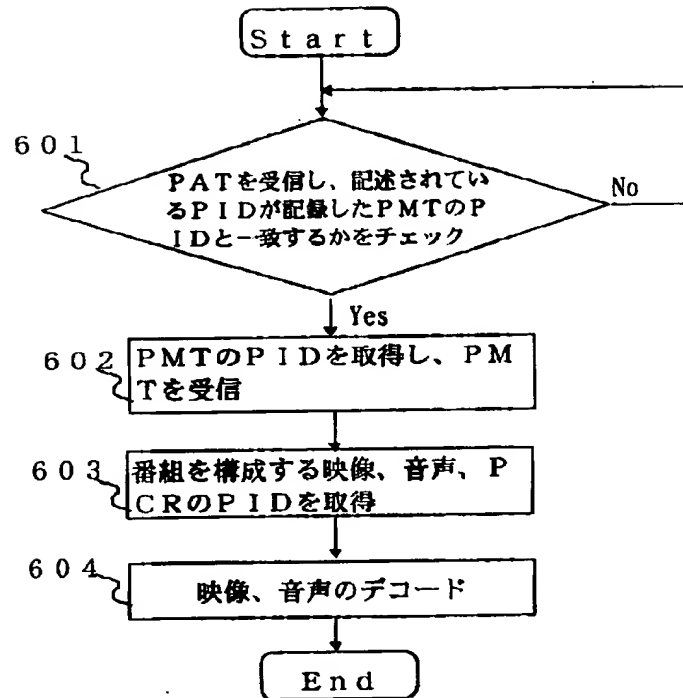 Start
601
PATを受信し、記述されてい
るPIDが記録したPMTのP
IDと一致するかをチェック
No
Yes
602
PMTのPIDを取得し、PM
Tを受信
603
番組を構成する映像、音声、P
CRのPIDを取得
604
映像、音声のデコード
End